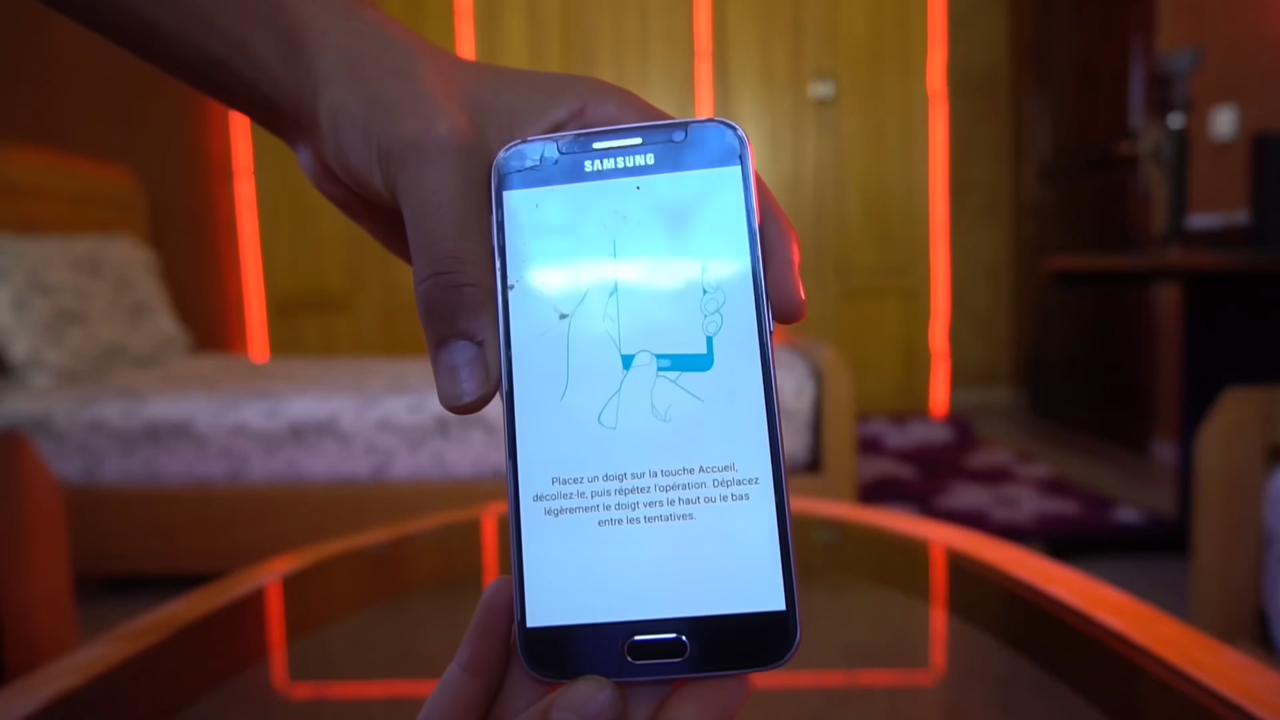 SAMSUNG
Placez un doigt sur la touche Accueil,
décollez-le, puis répétez l'opération. Déplacez
légèrement le doigt vers le haut ou le bas
entre les tentatives.